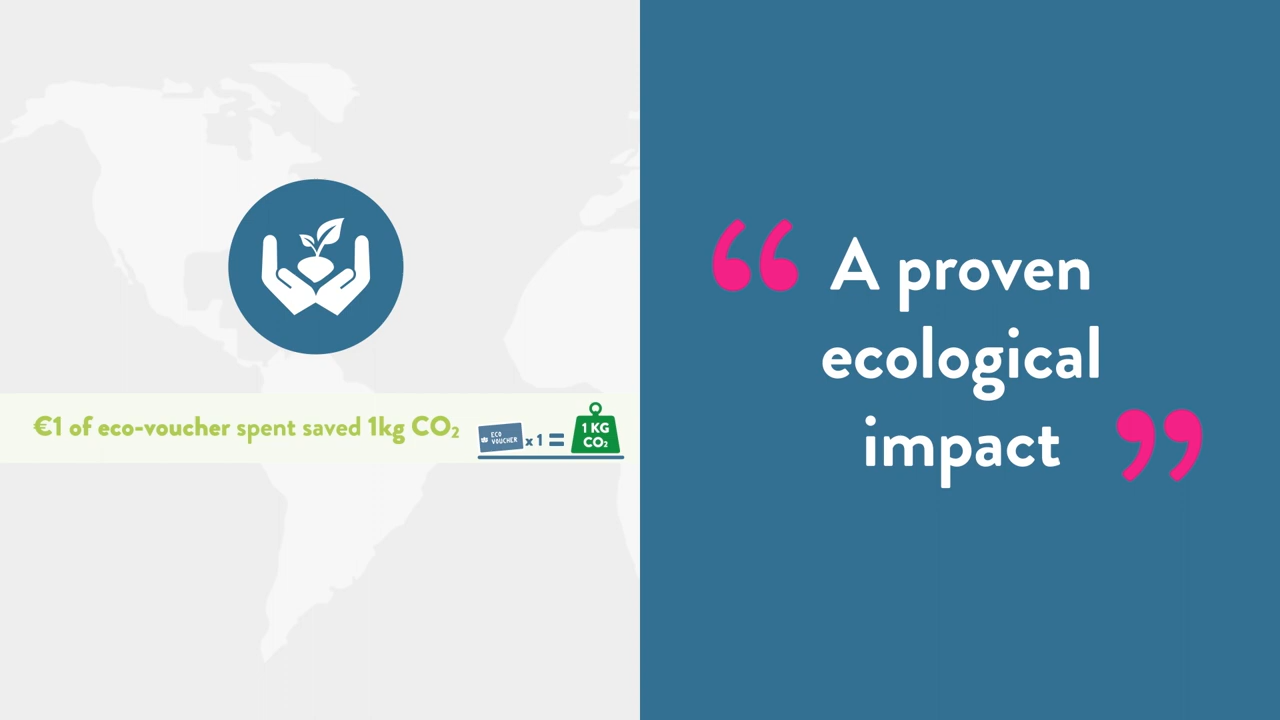 €1 of eco-voucher spent saved 1kg CO₂
ECO
VOUCHER
x 1 =
1 KG
CO₂
“ A proven
ecological
impact ”